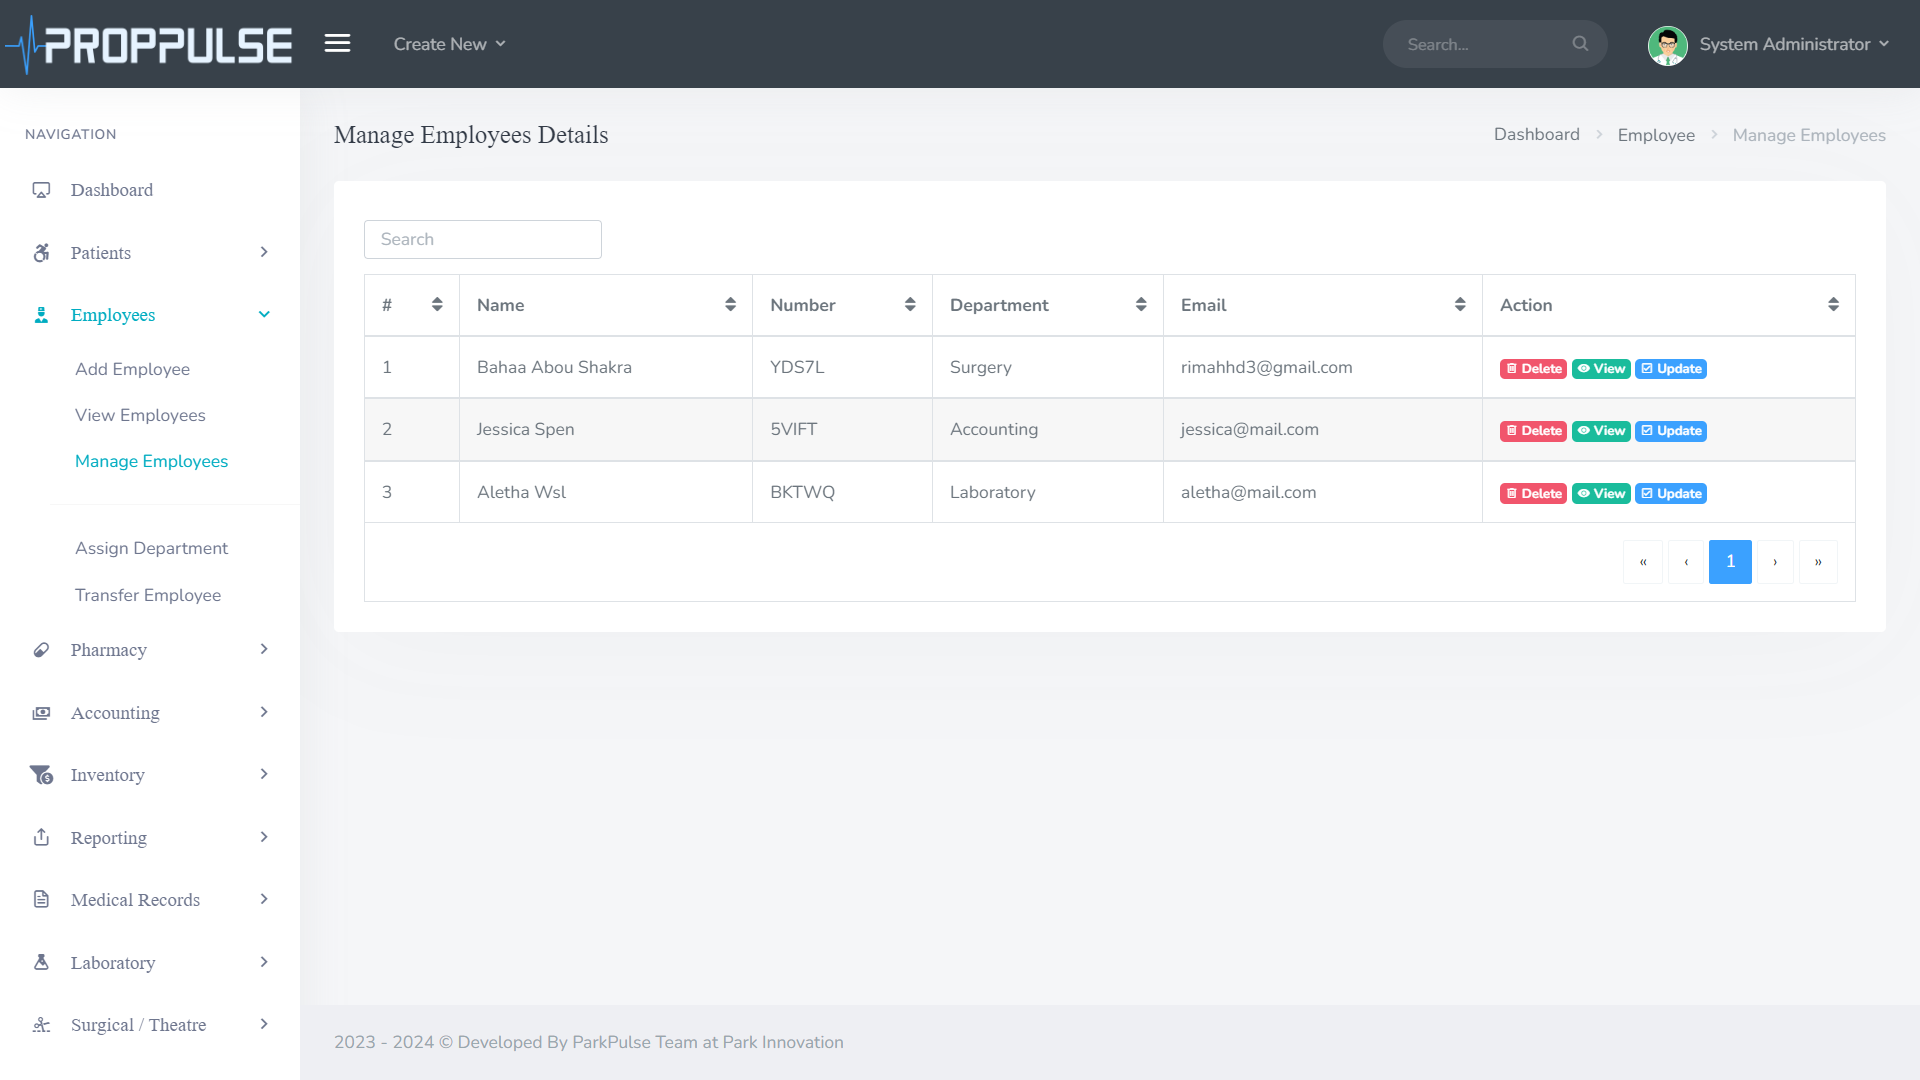 PROPPULSE
Create New
Search...
System Administrator
NAVIGATION
Dashboard
Patients
Employees
Add Employee
View Employees
Manage Employees
Assign Department
Transfer Employee
Pharmacy
Accounting
Inventory
Reporting
Medical Records
Laboratory
Surgical / Theatre
Manage Employees Details
Dashboard > Employee > Manage Employees
Search
# Name Number Department Email Action
1 Bahaa Abou Shakra YDS7L Surgery rimahhd3@gmail.com Delete View Update
2 Jessica Spen 5VIFT Accounting jessica@mail.com Delete View Update
3 Aletha Wsl BKTWQ Laboratory aletha@mail.com Delete View Update
« ‹ 1 › »
2023 - 2024 © Developed By ParkPulse Team at Park Innovation